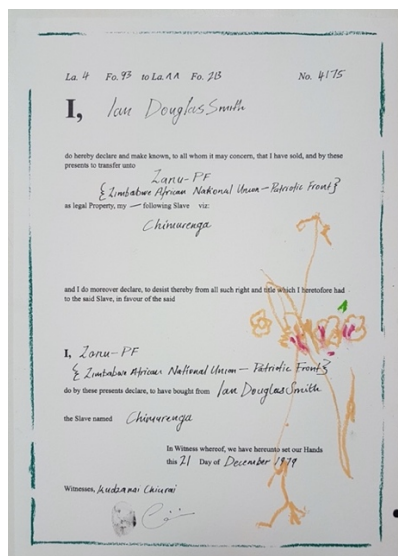 La. 4 Fo. 93 to La. 11 Fo. 213 No. 4175
I, Ian Douglas Smith
do hereby declare and make known, to all whom it may concern, that I have sold, and by these
presents to transfer unto
Zanu-PF
{Zimbabwe African National Union – Patriotic Front}
as legal Property, my — following Slave viz:
Chimurenga
and I do moreover declare, to desist thereby from all such right and title which I heretofore had
to the said Slave, in favour of the said
I, Zanu-PF
{Zimbabwe African National Union – Patriotic Front}
do by these presents declare, to have bought from Ian Douglas Smith
the Slave named Chimurenga
In Witness whereof, we have hereunto set our Hands
this 21 Day of December 1979
Witnesses, Kudzanai Chiurai